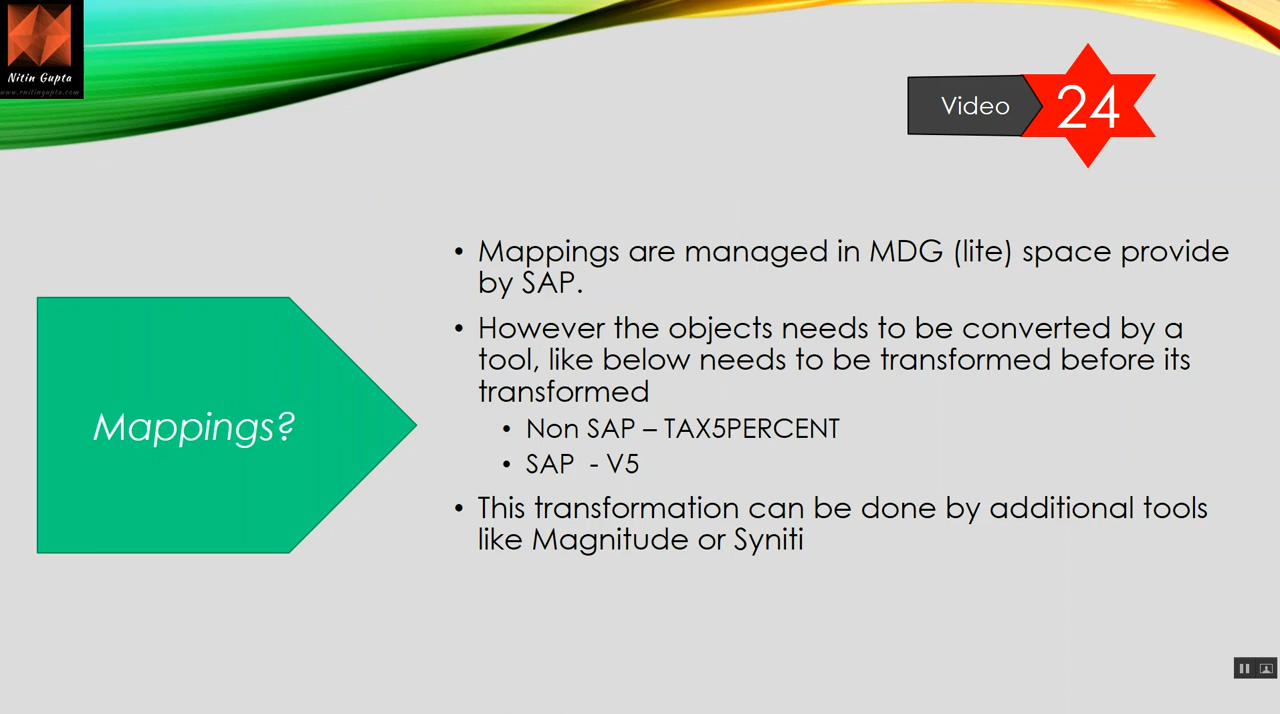 Nitin Gupta
www.rnitingupta.com
Video 24
• Mappings are managed in MDG (lite) space provide
by SAP.
• However the objects needs to be converted by a
tool, like below needs to be transformed before its
transformed
Mappings?
• Non SAP – TAX5PERCENT
• SAP - V5
• This transformation can be done by additional tools
like Magnitude or Syniti